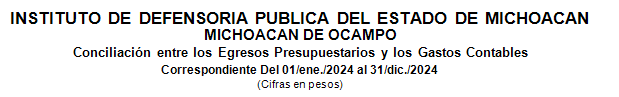 INSTITUTO DE DEFENSORIA PUBLICA DEL ESTADO DE MICHOACAN
MICHOACAN DE OCAMPO
Conciliación entre los Egresos Presupuestarios y los Gastos Contables
Correspondiente Del 01/ene./2024 al 31/dic./2024
(Cifras en pesos)